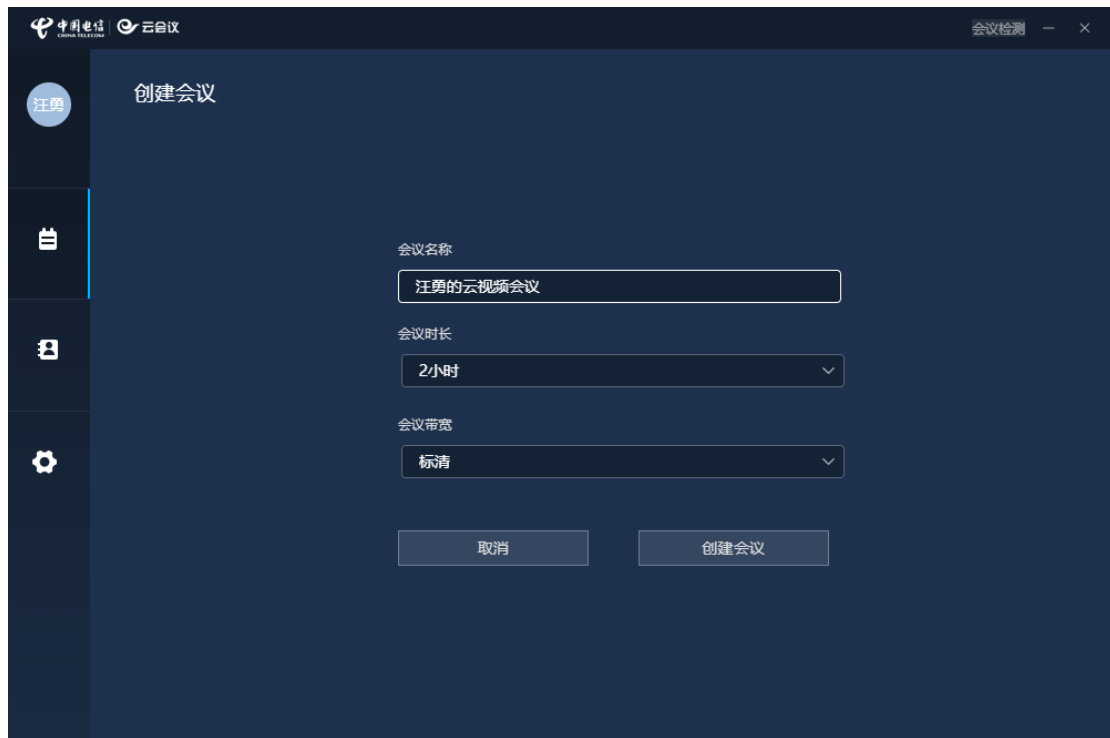 中国电信 CHINA TELECOM 云会议
会议检测
汪勇
创建会议
会议名称
汪勇的云视频会议
会议时长
2小时
会议带宽
标清
取消
创建会议